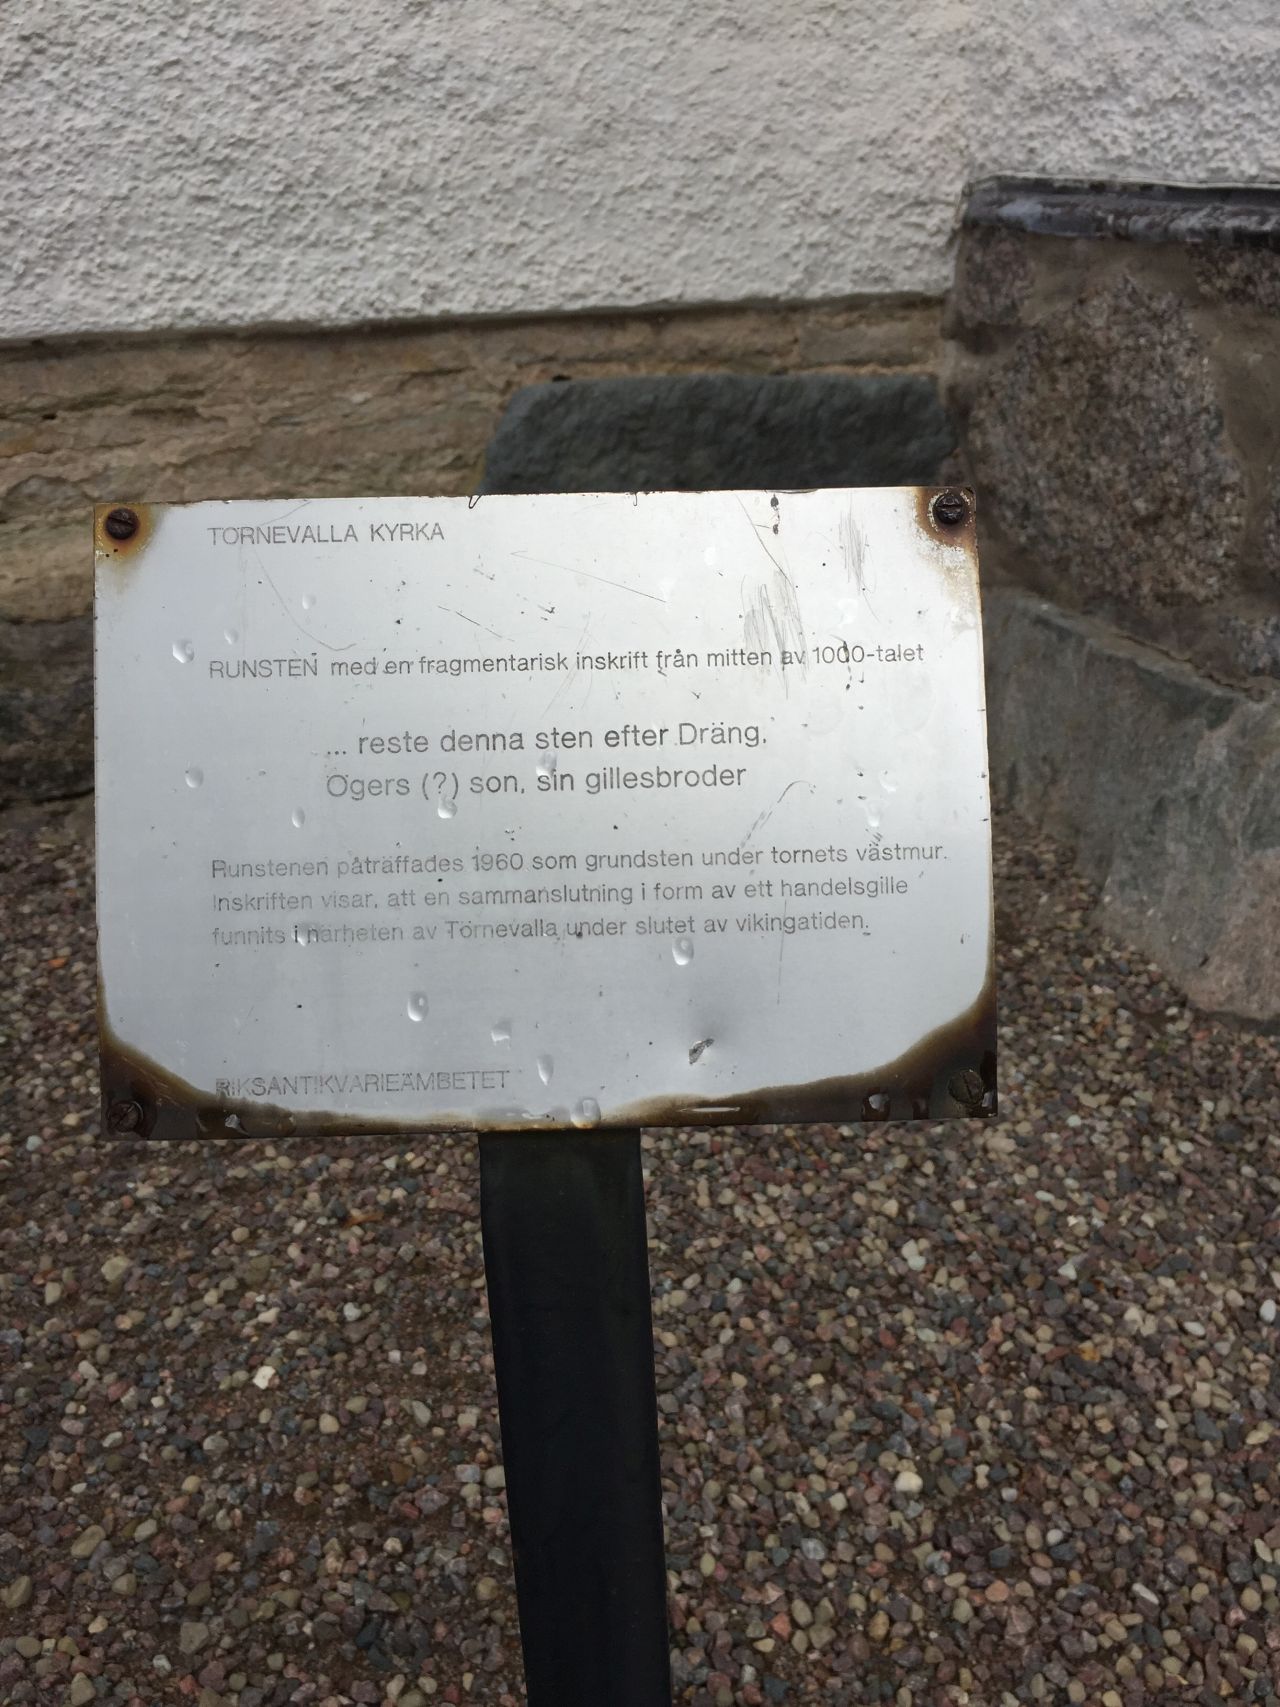 TÖRNEVALLA KYRKA
RUNSTEN med en fragmentarisk inskrift från mitten av 1000-talet
... reste denna sten efter Dräng,
Ögers (?) son, sin gillesbroder
Runstenen påträffades 1960 som grundsten under tornets västmur.
Inskriften visar, att en sammanslutning i form av ett handelsgille
funnits i närheten av Törnevalla under slutet av vikingatiden.
RIKSANTIKVARIEÄMBETET